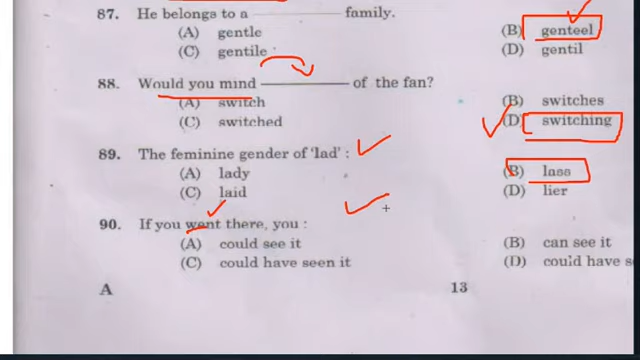 87. He belongs to a ________ family.
(A) gentle (B) genteel
(C) gentile (D) gentil
88. Would you mind ________ of the fan?
(A) switch (B) switches
(C) switched (D) switching
89. The feminine gender of 'lad' :
(A) lady (B) lass
(C) laid (D) lier
90. If you went there, you :
(A) could see it (B) can see it
(C) could have seen it (D) could have s
A 13